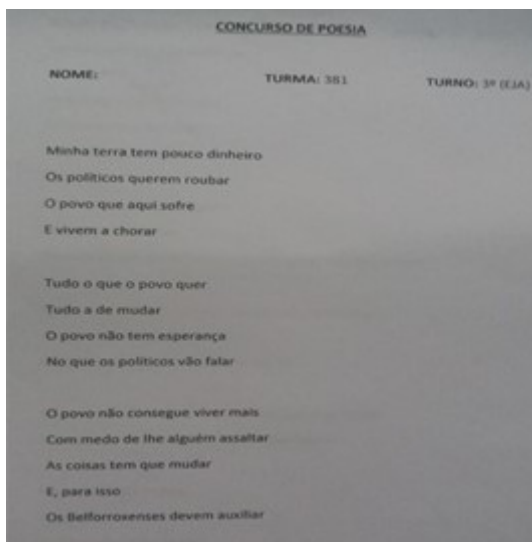 CONCURSO DE POESIA
NOME: TURMA: 381 TURNO: 3º (EJA)
Minha terra tem pouco dinheiro
Os políticos querem roubar
O povo que aqui sofre
E vivem a chorar
Tudo o que o povo quer
Tudo a de mudar
O povo não tem esperança
No que os políticos vão falar
O povo não consegue viver mais
Com medo de lhe alguém assaltar
As coisas tem que mudar
E, para isso
Os Belforroxenses devem auxiliar